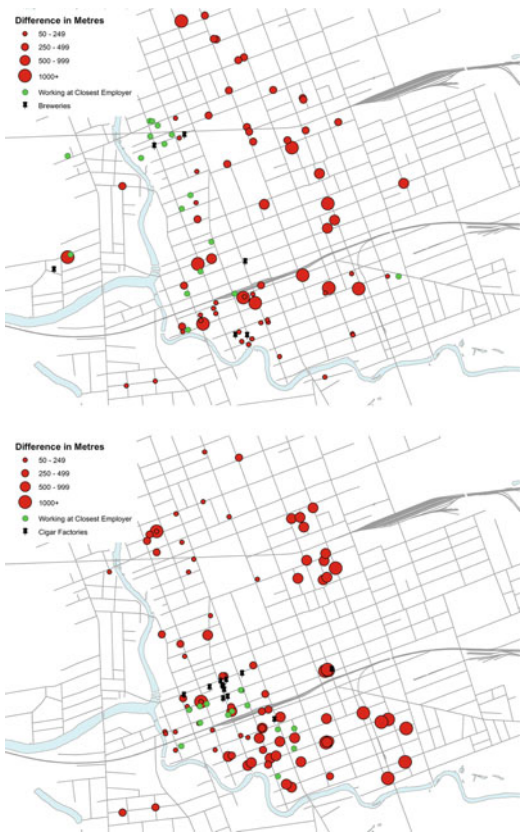 Difference in Metres
50 - 249
250 - 499
500 - 999
1000+
Working at Closest Employer
Breweries
Difference in Metres
50 - 249
250 - 499
500 - 999
1000+
Working at Closest Employer
Cigar Factories